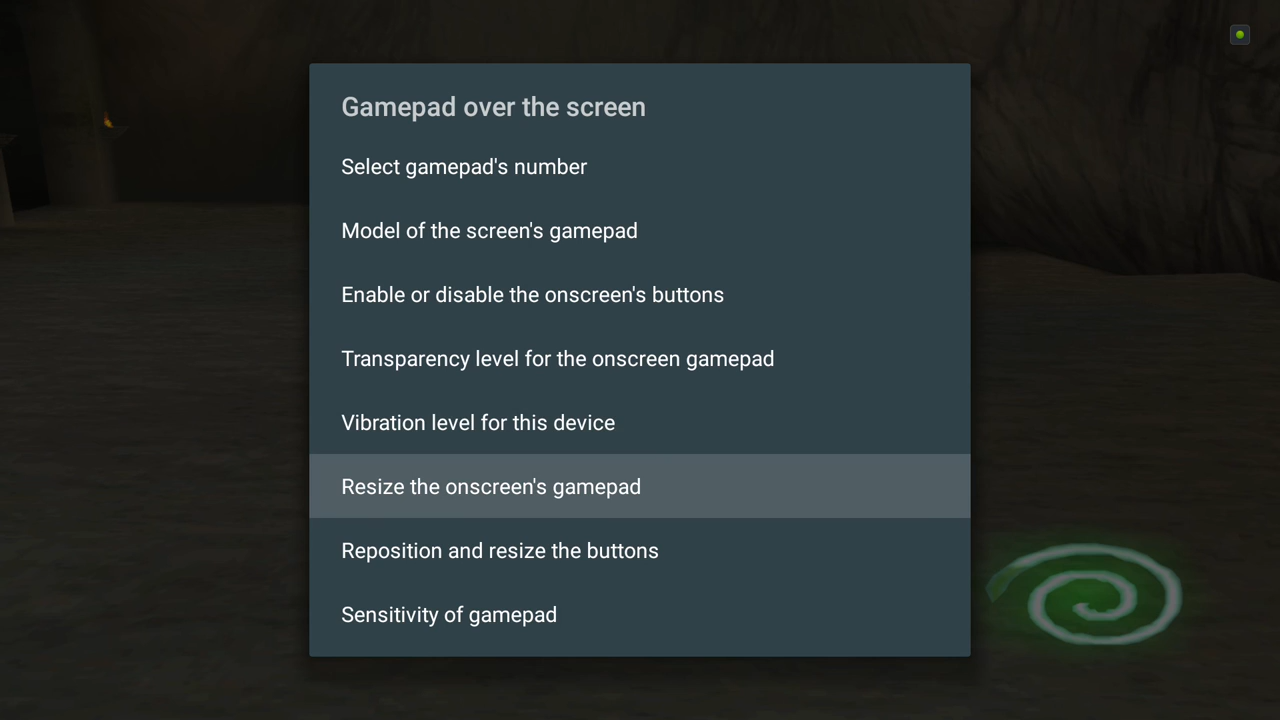 Gamepad over the screen
Select gamepad's number
Model of the screen's gamepad
Enable or disable the onscreen's buttons
Transparency level for the onscreen gamepad
Vibration level for this device
Resize the onscreen's gamepad
Reposition and resize the buttons
Sensitivity of gamepad